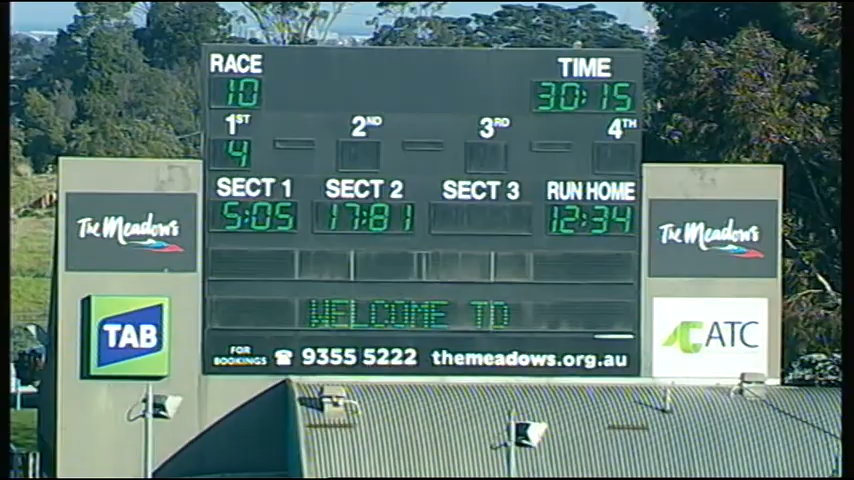 RACE TIME
10 30:15
1ST 2ND 3RD 4TH
4
SECT 1 SECT 2 SECT 3 RUN HOME
5:05 17:81 12:34
The Meadows
The Meadows
WELCOME TO
TAB
ATC
FOR BOOKINGS 9355 5222 themeadows.org.au